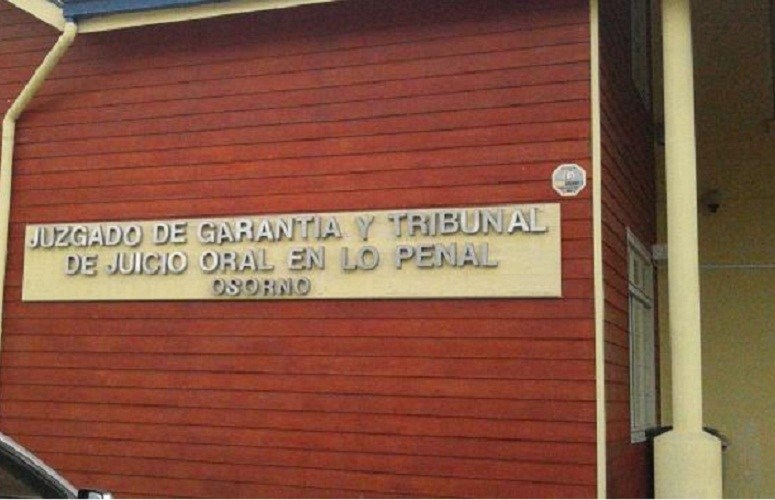 JUZGADO DE GARANTIA Y TRIBUNAL
DE JUICIO ORAL EN LO PENAL
OSORNO